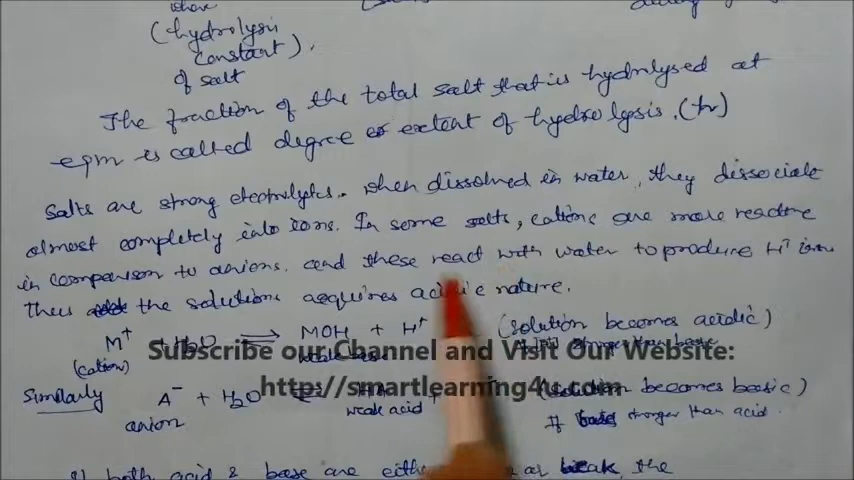 where
(hydrolysis
constant).
of salt
The fraction of the total salt that is hydrolysed at
eqm is called degree or extent of hydrolysis. (h)
Salts are strong electrolytes. When dissolved in water, they dissociate
almost completely into ions. In some salts, cations are more reactive
in comparison to anions. and these react with water to produce H+ ions
Thus the solutions acquires acidic nature.
M+ + H2O ⇌ MOH + H+ (solution becomes acidic)
(cation) weak base stronger than base
Subscribe our Channel and Visit Our Website:
http://smartlearning4u.com
Similarly A- + H2O (solution becomes basic)
anion weak acid If base stronger than acid.
If both acid & base are either or weak, the